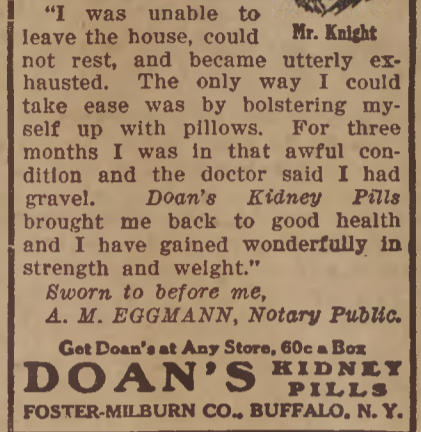 "I was unable to
leave the house, could
Mr. Knight
not rest, and became utterly ex-
hausted. The only way I could
take ease was by bolstering my-
self up with pillows. For three
months I was in that awful con-
dition and the doctor said I had
gravel. Doan's Kidney Pills
brought me back to good health
and I have gained wonderfully in
strength and weight."
Sworn to before me,
A. M. EGGMANN, Notary Public.
Get Doan's at Any Store, 60c a Box
DOAN'S KIDNEY
PILLS
FOSTER-MILBURN CO., BUFFALO, N. Y.